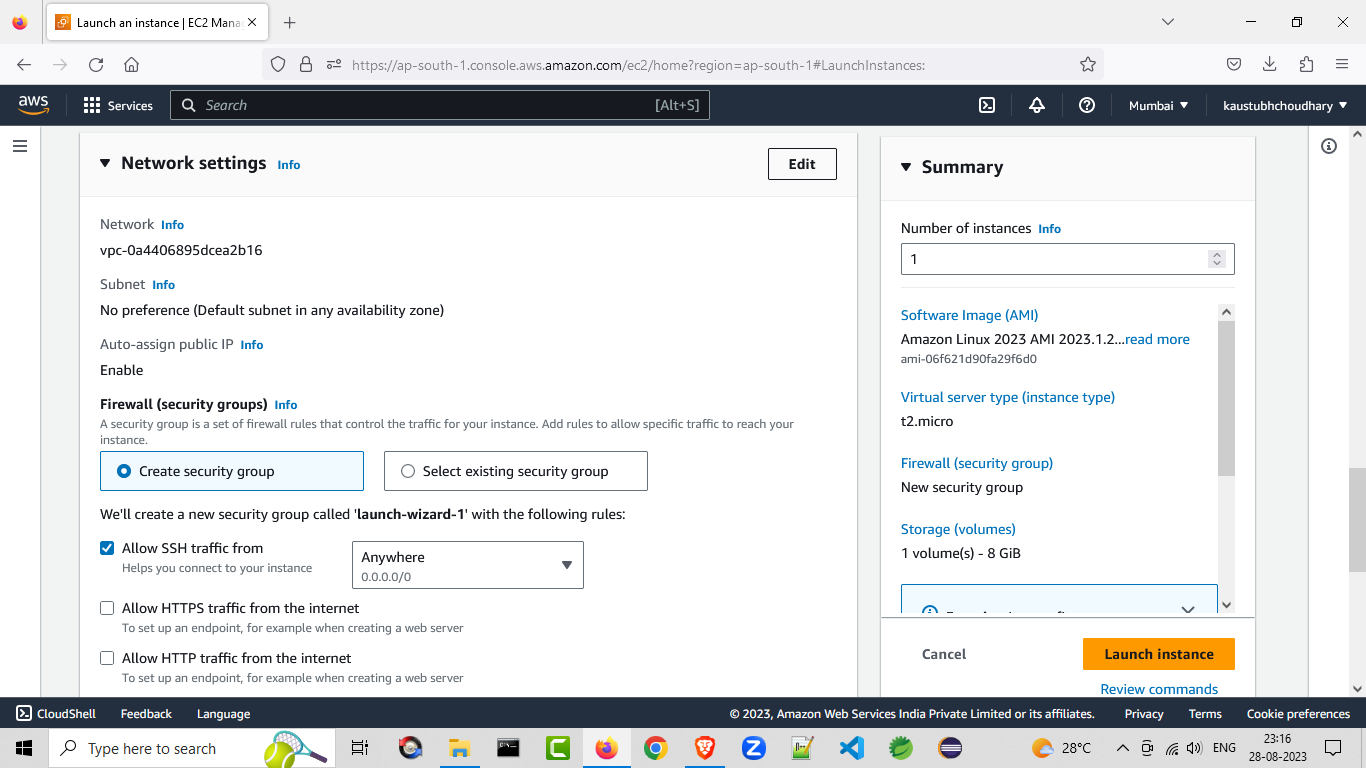 Launch an instance | EC2 Mana
https://ap-south-1.console.aws.amazon.com/ec2/home?region=ap-south-1#LaunchInstances:
aws Services Search [Alt+S] Mumbai kaustubhchoudhary
Network settings Info Edit
Network Info
vpc-0a4406895dcea2b16
Subnet Info
No preference (Default subnet in any availability zone)
Auto-assign public IP Info
Enable
Firewall (security groups) Info
A security group is a set of firewall rules that control the traffic for your instance. Add rules to allow specific traffic to reach your
instance.
Create security group Select existing security group
We'll create a new security group called 'launch-wizard-1' with the following rules:
Allow SSH traffic from
Helps you connect to your instance
Anywhere
0.0.0.0/0
Allow HTTPS traffic from the internet
To set up an endpoint, for example when creating a web server
Allow HTTP traffic from the internet
To set up an endpoint, for example when creating a web server
Summary
Number of instances Info
1
Software Image (AMI)
Amazon Linux 2023 AMI 2023.1.2...read more
ami-06f621d90fa29f6d0
Virtual server type (instance type)
t2.micro
Firewall (security group)
New security group
Storage (volumes)
1 volume(s) - 8 GiB
Cancel Launch instance
Review commands
CloudShell Feedback Language © 2023, Amazon Web Services India Private Limited or its affiliates. Privacy Terms Cookie preferences
Type here to search 28°C ENG 23:16
28-08-2023